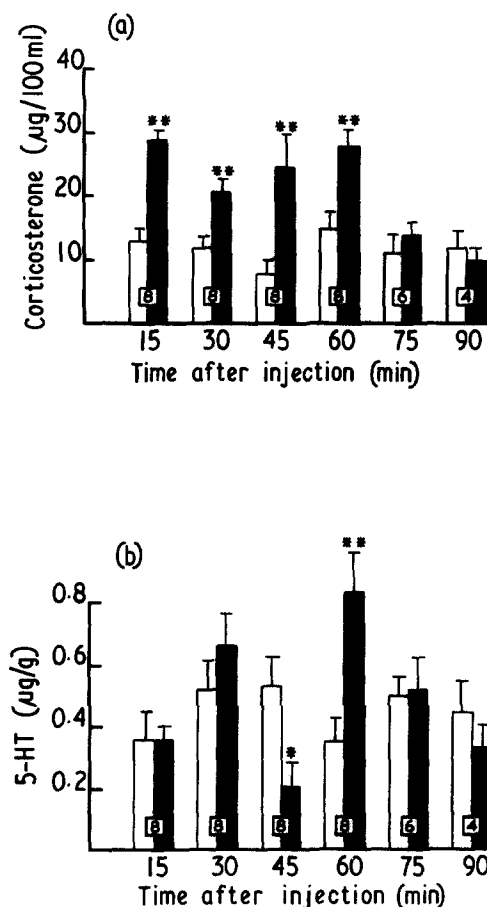 (a)
Corticosterone (µg/100ml)
40
30
20
10
** ** ** **
8 8 8 8 6 4
15 30 45 60 75 90
Time after injection (min)
(b)
5-HT (µg/g)
0.8
0.6
0.4
0.2
* **
8 8 8 8 6 4
15 30 45 60 75 90
Time after injection (min)